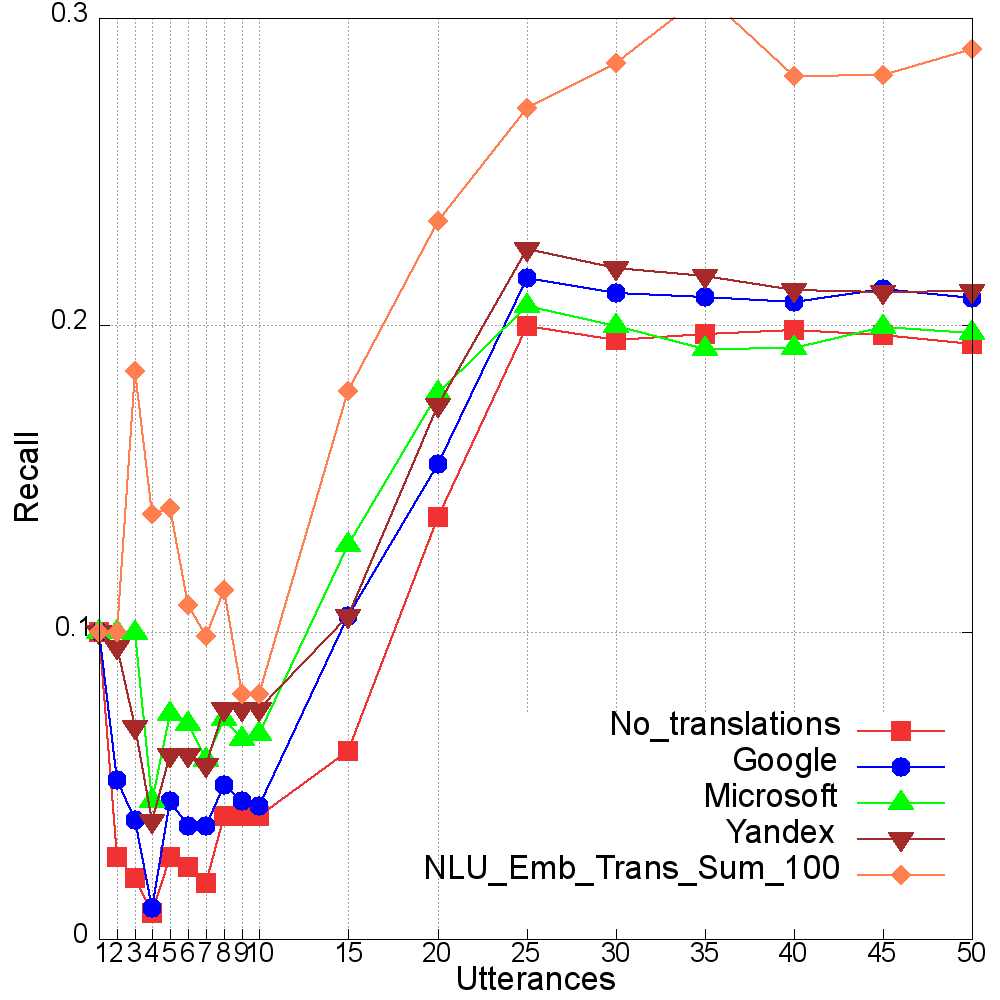 0.3
0.2
0.1
0
Recall
No_translations
Google
Microsoft
Yandex
NLU_Emb_Trans_Sum_100
1 2 3 4 5 6 7 8 9 10 15 20 25 30 35 40 45 50
Utterances